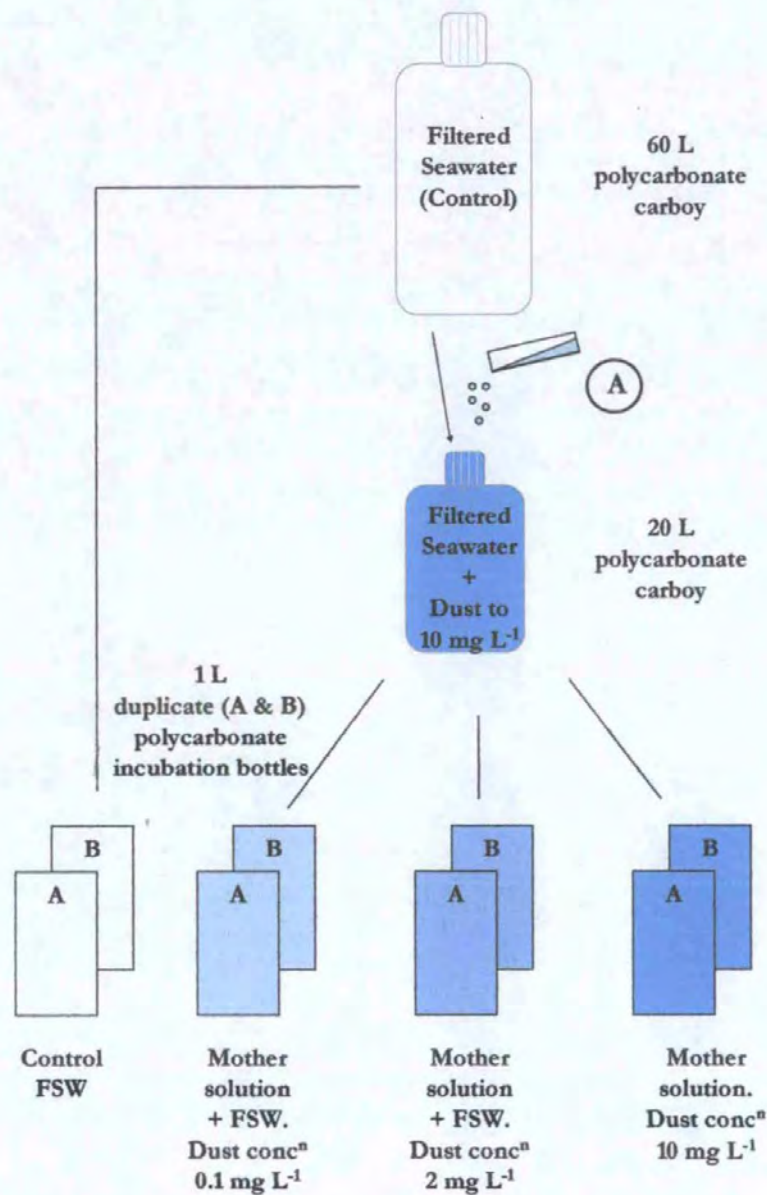 Filtered
Seawater
(Control)
60 L
polycarbonate
carboy
A
Filtered
Seawater
+
Dust to
10 mg L⁻¹
20 L
polycarbonate
carboy
1 L
duplicate (A & B)
polycarbonate
incubation bottles
B
A
B
A
B
A
B
A
Control
FSW
Mother
solution
+ FSW.
Dust concⁿ
0.1 mg L⁻¹
Mother
solution
+ FSW.
Dust concⁿ
2 mg L⁻¹
Mother
solution.
Dust concⁿ
10 mg L⁻¹